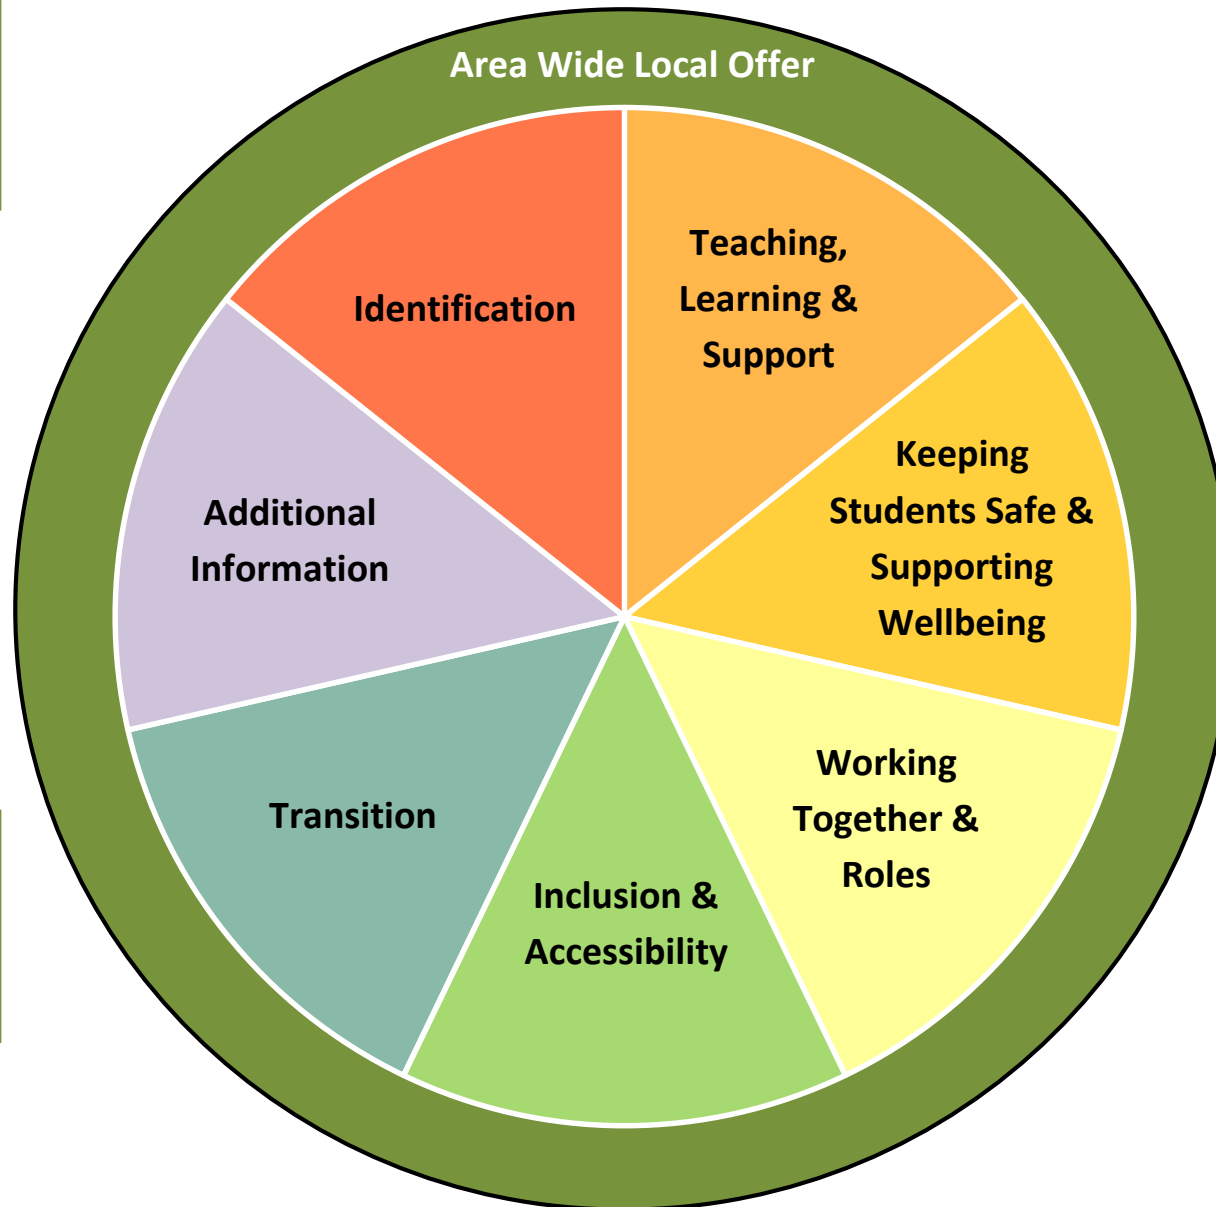 Area Wide Local Offer
Identification
Teaching,
Learning &
Support
Keeping
Students Safe &
Supporting
Wellbeing
Working
Together &
Roles
Inclusion &
Accessibility
Transition
Additional
Information